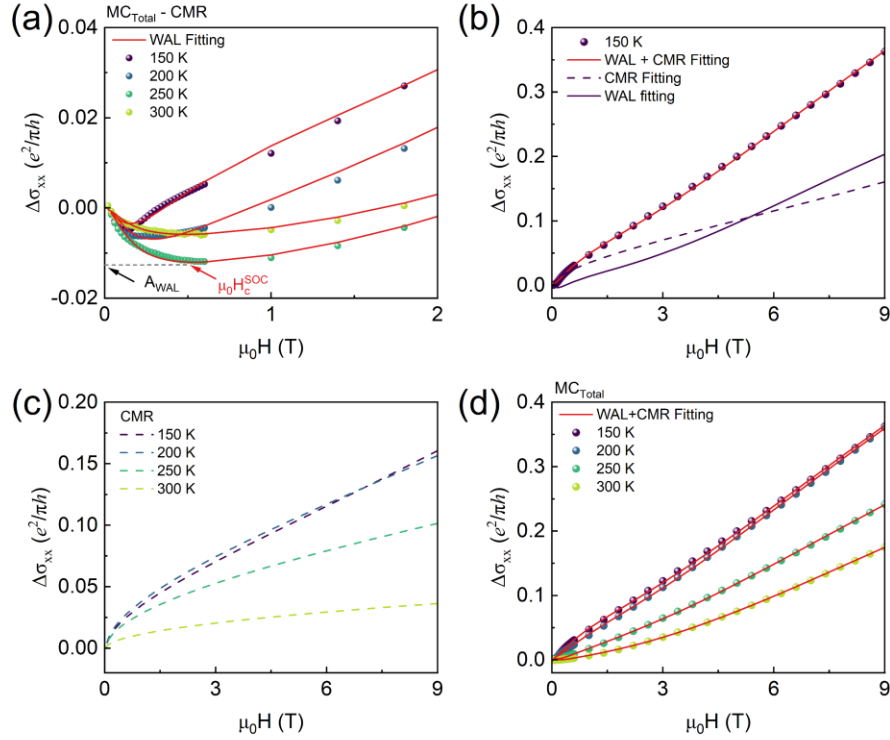 (a)
MC_Total - CMR
WAL Fitting
150 K
200 K
250 K
300 K
0.04
0.02
0.00
-0.02
Δσ_xx (e²/πh)
A_WAL
μ₀H_c^SOC
0
1
2
μ₀H (T)
(b)
150 K
WAL + CMR Fitting
CMR Fitting
WAL fitting
0.4
0.3
0.2
0.1
0.0
Δσ_xx (e²/πh)
0
3
6
9
μ₀H (T)
(c)
CMR
150 K
200 K
250 K
300 K
0.20
0.15
0.10
0.05
0.00
Δσ_xx (e²/πh)
0
3
6
9
μ₀H (T)
(d)
MC_Total
WAL+CMR Fitting
150 K
200 K
250 K
300 K
0.4
0.3
0.2
0.1
0.0
Δσ_xx (e²/πh)
0
3
6
9
μ₀H (T)